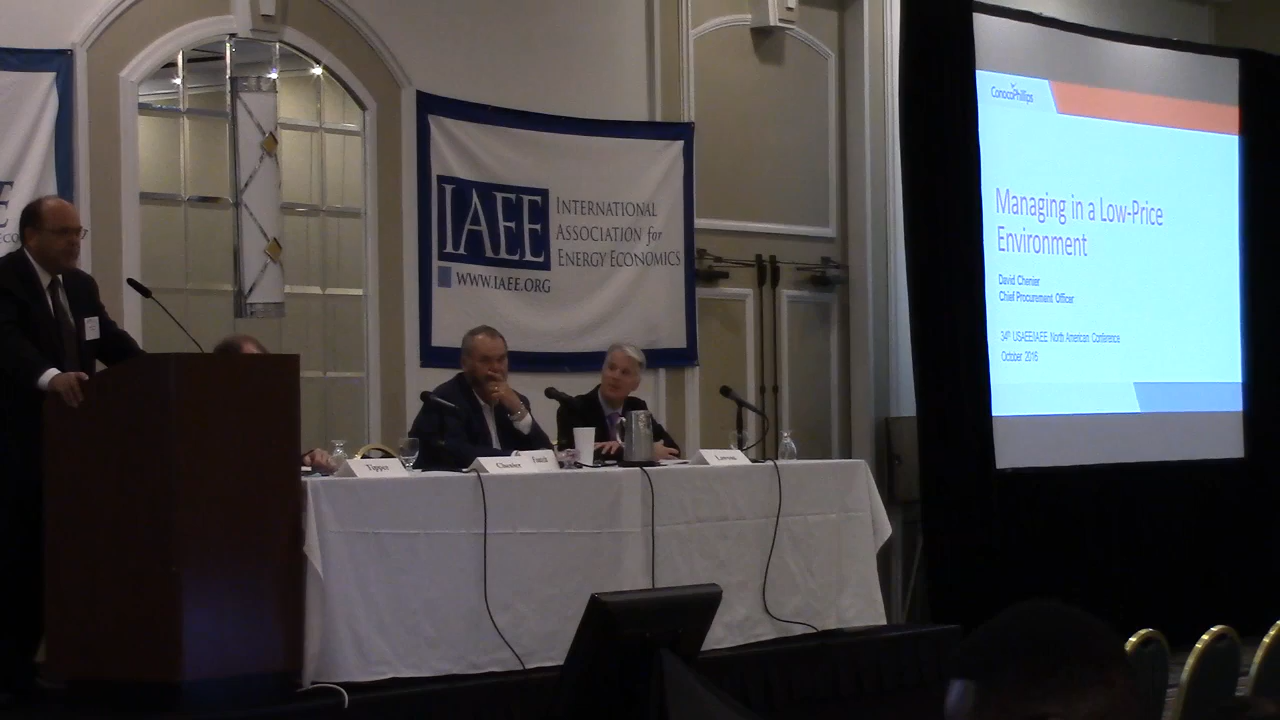 E
IAEE
INTERNATIONAL
ASSOCIATION for
ENERGY ECONOMICS
WWW.IAEE.ORG
ConocoPhillips
Managing in a Low-Price
Environment
David Chenier
Chief Procurement Officer
34th USAEE/IAEE North American Conference
October 2016
Tipper
Chenier